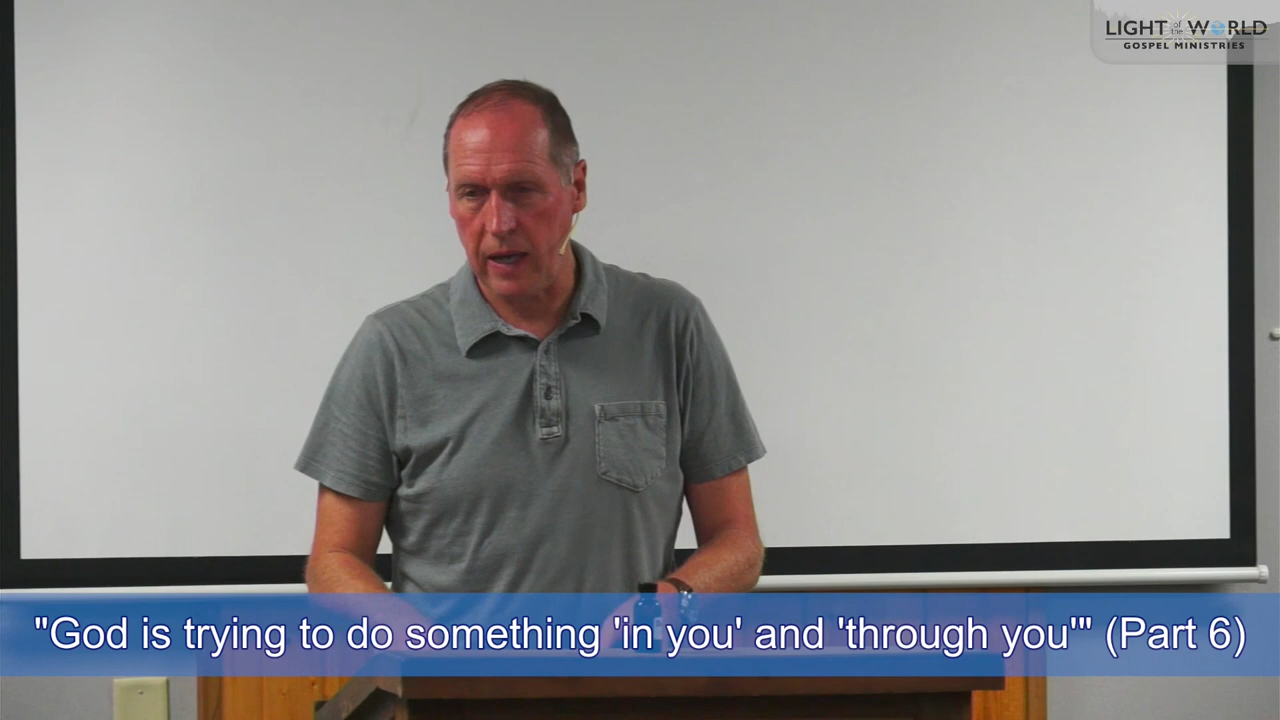 LIGHT of the WORLD
GOSPEL MINISTRIES
"God is trying to do something 'in you' and 'through you'" (Part 6)